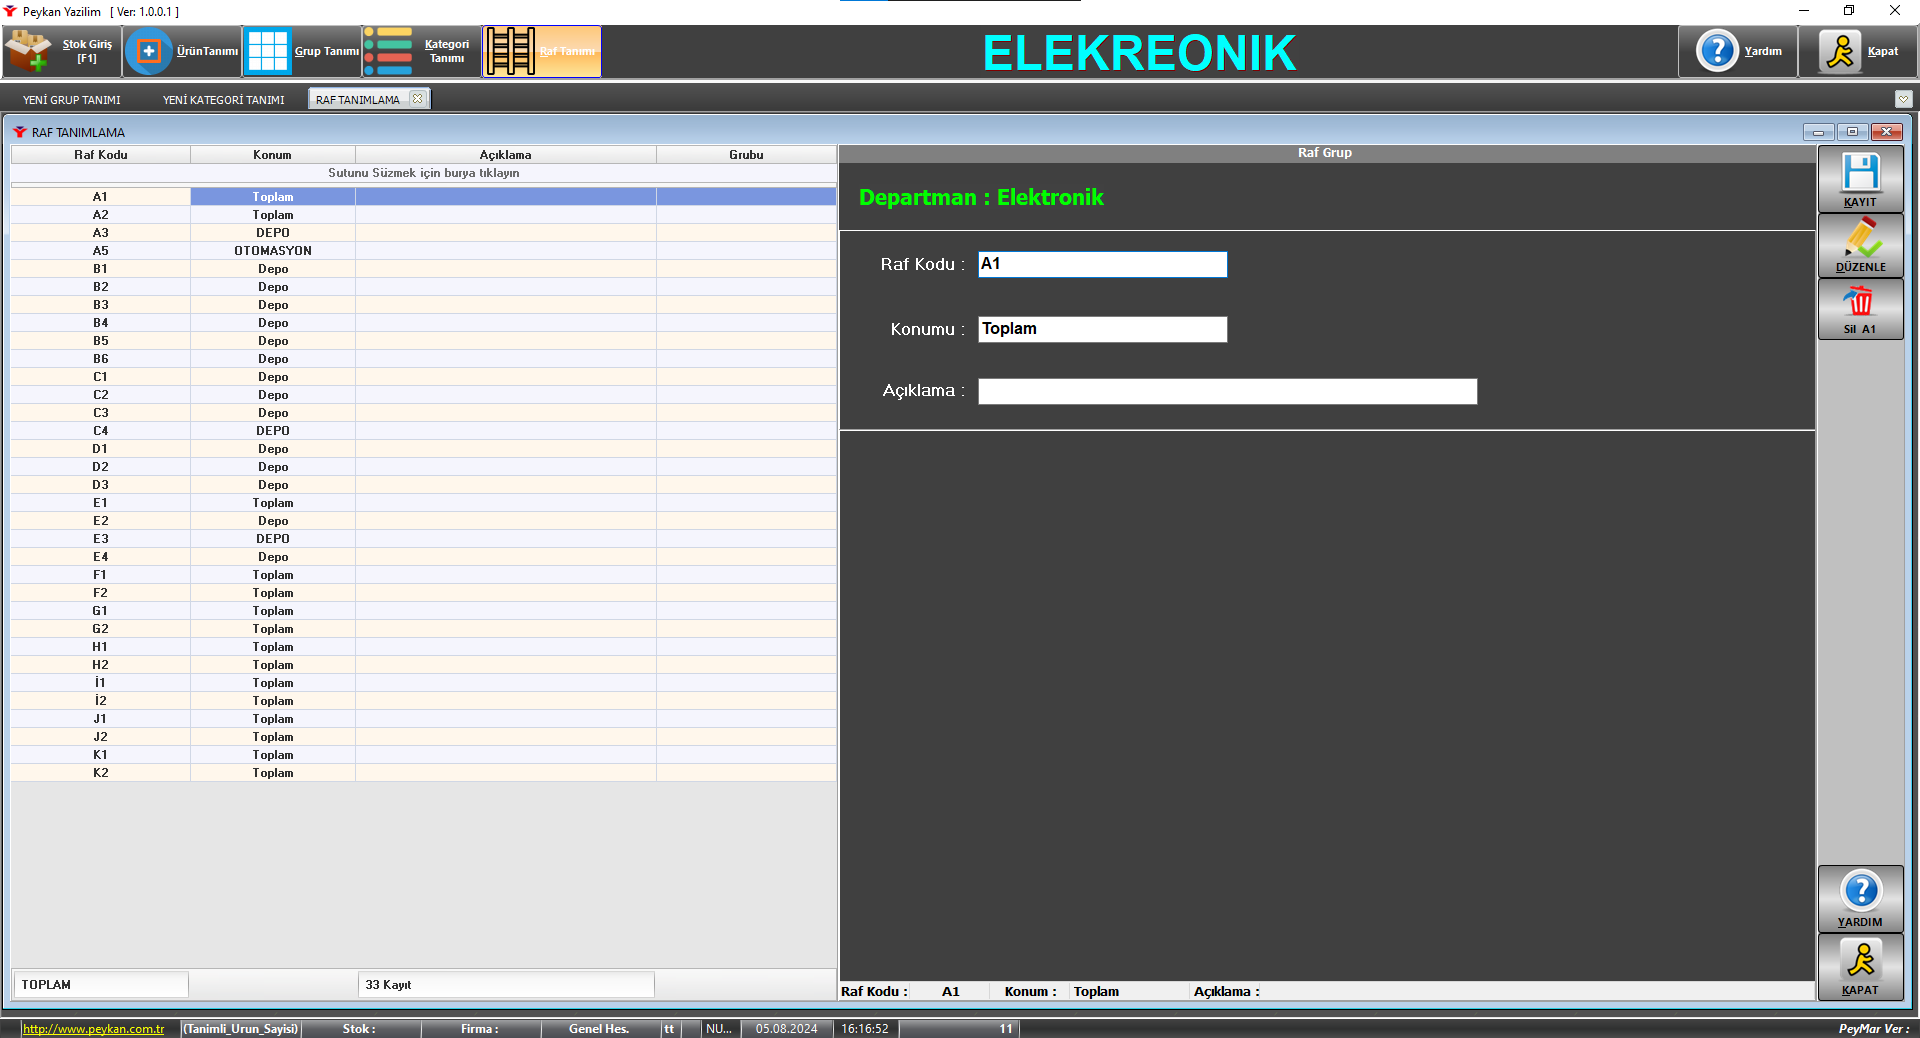 Peykan Yazilim [ Ver: 1.0.0.1 ]
Stok Giriş
[F1]
ÜrünTanımı
Grup Tanımı
Kategori
Tanımı
Raf Tanımı
ELEKREONIK
Yardım
Kapat
YENİ GRUP TANIMI
YENİ KATEGORİ TANIMI
RAF TANIMLAMA
RAF TANIMLAMA
Raf Kodu Konum Açıklama Grubu
Sutunu Süzmek için burya tıklayın
A1 Toplam
A2 Toplam
A3 DEPO
A5 OTOMASYON
B1 Depo
B2 Depo
B3 Depo
B4 Depo
B5 Depo
B6 Depo
C1 Depo
C2 Depo
C3 Depo
C4 DEPO
D1 Depo
D2 Depo
D3 Depo
E1 Toplam
E2 Depo
E3 DEPO
E4 Depo
F1 Toplam
F2 Toplam
G1 Toplam
G2 Toplam
H1 Toplam
H2 Toplam
İ1 Toplam
İ2 Toplam
J1 Toplam
J2 Toplam
K1 Toplam
K2 Toplam
TOPLAM 33 Kayıt
Raf Grup
Departman : Elektronik
Raf Kodu : A1
Konumu : Toplam
Açıklama :
Raf Kodu : A1 Konum : Toplam Açıklama :
KAYIT
DÜZENLE
Sil A1
YARDIM
KAPAT
http://www.peykan.com.tr (Tanimli_Urun_Sayisi) Stok : Firma : Genel Hes. tt NU... 05.08.2024 16:16:52 11 PeyMar Ver :